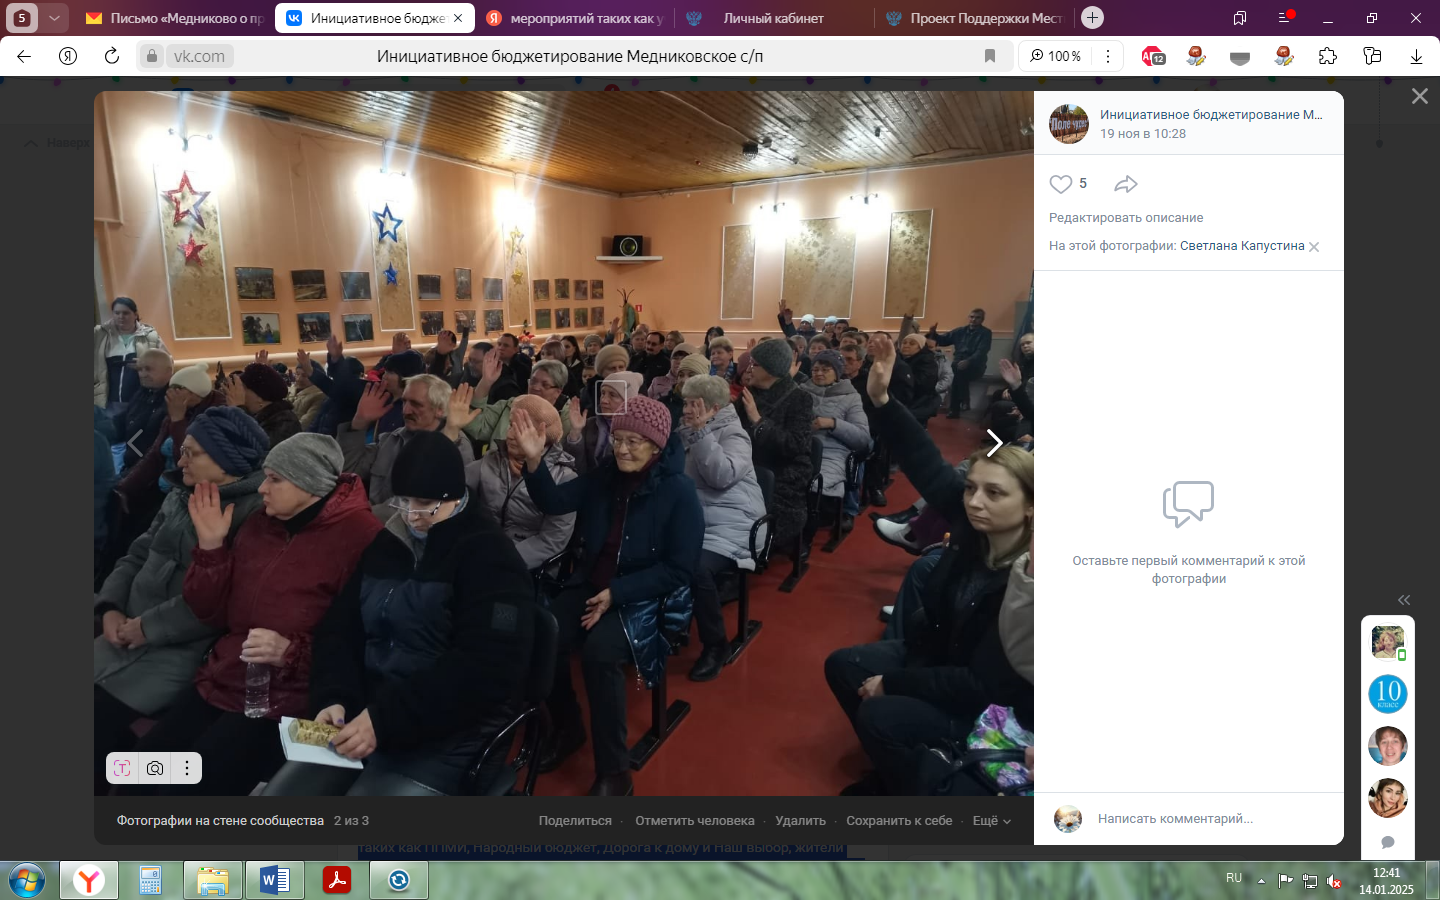 5
Письмо «Медниково о пр
Инициативное бюдже
мероприятий таких как у
Личный кабинет
Проект Поддержки Мест
vk.com
Инициативное бюджетирование Медниковское с/п
100 %
12
Наверх
Инициативное бюджетирование М...
19 ноя в 10:28
5
Редактировать описание
На этой фотографии: Светлана Капустина
Оставьте первый комментарий к этой
фотографии
10
класс
Фотографии на стене сообщества 2 из 3
Поделиться · Отметить человека · Удалить · Сохранить к себе · Ещё
Написать комментарий...
таких как ППМИ, Народный бюджет, Дорога к дому и Наш выбор, жители
RU
12:41
14.01.2025